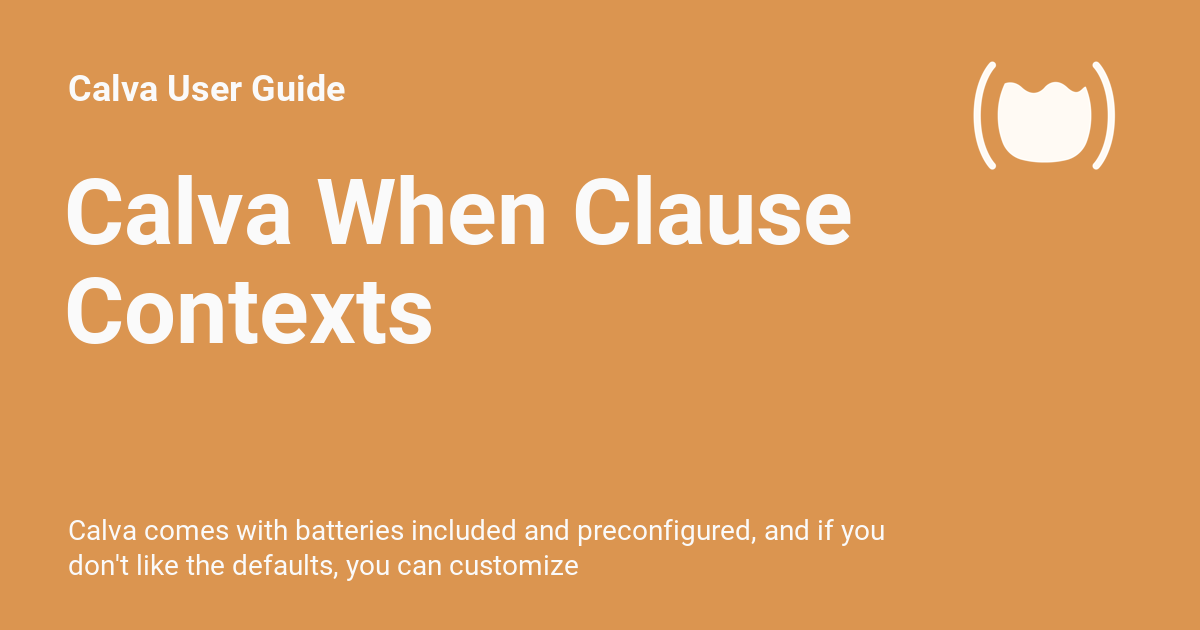 Calva User Guide
Calva When Clause
Contexts
Calva comes with batteries included and preconfigured, and if you
don't like the defaults, you can customize